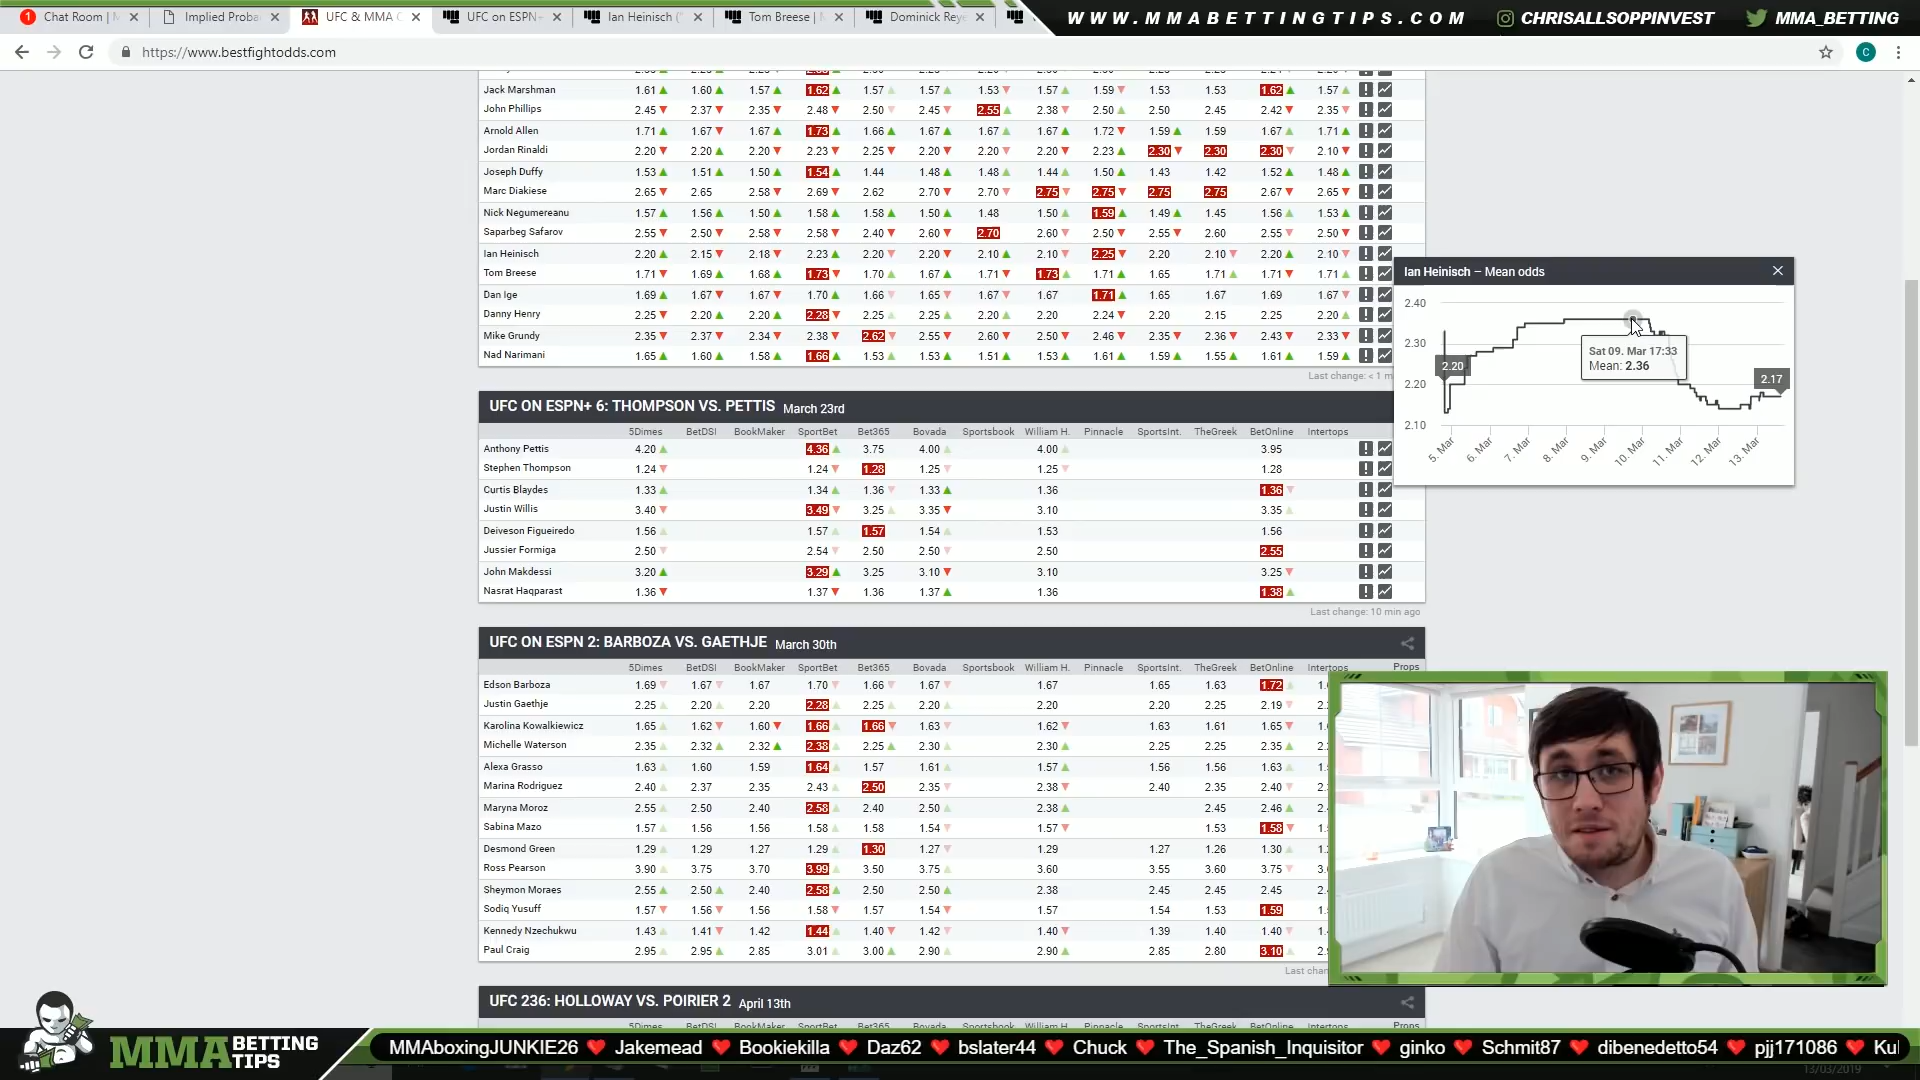 1 Chat Room | M × Implied Proba × UFC & MMA O × UFC on ESPN+ × Ian Heinisch (" × Tom Breese | M × Dominick Reye ×
WWW.MMABETTINGTIPS.COM CHRISALLSOPPINVEST MMA_BETTING
https://www.bestfightodds.com C
Jack Marshman 1.61 1.60 1.57 1.62 1.57 1.57 1.53 1.57 1.59 1.53 1.53 1.62 1.57
John Phillips 2.45 2.37 2.35 2.48 2.50 2.45 2.55 2.38 2.50 2.50 2.45 2.42 2.35
Arnold Allen 1.71 1.67 1.67 1.73 1.66 1.67 1.67 1.67 1.72 1.59 1.59 1.67 1.71
Jordan Rinaldi 2.20 2.20 2.20 2.23 2.25 2.20 2.20 2.20 2.23 2.30 2.30 2.30 2.10
Joseph Duffy 1.53 1.51 1.50 1.54 1.44 1.48 1.48 1.44 1.50 1.43 1.42 1.52 1.48
Marc Diakiese 2.65 2.65 2.58 2.69 2.62 2.70 2.70 2.75 2.75 2.75 2.75 2.67 2.65
Nick Negumereanu 1.57 1.56 1.50 1.58 1.58 1.50 1.48 1.50 1.59 1.49 1.45 1.56 1.53
Saparbeg Safarov 2.55 2.50 2.58 2.58 2.40 2.60 2.70 2.60 2.50 2.55 2.60 2.55 2.50
Ian Heinisch 2.20 2.15 2.18 2.23 2.20 2.20 2.10 2.10 2.25 2.20 2.10 2.20 2.10
Tom Breese 1.71 1.69 1.68 1.73 1.70 1.67 1.71 1.73 1.71 1.65 1.71 1.71 1.71
Dan Ige 1.69 1.67 1.67 1.70 1.66 1.65 1.67 1.67 1.71 1.65 1.67 1.69 1.67
Danny Henry 2.25 2.20 2.20 2.28 2.25 2.25 2.20 2.20 2.24 2.20 2.15 2.25 2.20
Mike Grundy 2.35 2.37 2.34 2.38 2.62 2.55 2.60 2.50 2.46 2.35 2.36 2.43 2.33
Nad Narimani 1.65 1.60 1.58 1.66 1.53 1.53 1.51 1.53 1.61 1.59 1.55 1.61 1.59
Last change: < 1 m
Ian Heinisch – Mean odds ×
2.40
2.30
2.20
2.10
2.20
Sat 09. Mar 17:33
Mean: 2.36
2.17
5. Mar 6. Mar 7. Mar 8. Mar 9. Mar 10. Mar 11. Mar 12. Mar 13. Mar
UFC ON ESPN+ 6: THOMPSON VS. PETTIS March 23rd
5Dimes BetDSI BookMaker SportBet Bet365 Bovada Sportsbook William H. Pinnacle SportsInt. TheGreek BetOnline Intertops
Anthony Pettis 4.20 4.36 3.75 4.00 4.00 3.95
Stephen Thompson 1.24 1.24 1.28 1.25 1.25 1.28
Curtis Blaydes 1.33 1.34 1.36 1.33 1.36 1.36
Justin Willis 3.40 3.49 3.25 3.35 3.10 3.35
Deiveson Figueiredo 1.56 1.57 1.57 1.54 1.53 1.56
Jussier Formiga 2.50 2.54 2.50 2.50 2.50 2.55
John Makdessi 3.20 3.29 3.25 3.10 3.10 3.25
Nasrat Haqparast 1.36 1.37 1.36 1.37 1.36 1.38
Last change: 10 min ago
UFC ON ESPN 2: BARBOZA VS. GAETHJE March 30th
5Dimes BetDSI BookMaker SportBet Bet365 Bovada Sportsbook William H. Pinnacle SportsInt. TheGreek BetOnline Intertops Props
Edson Barboza 1.69 1.67 1.67 1.70 1.66 1.67 1.67 1.65 1.63 1.72
Justin Gaethje 2.25 2.20 2.20 2.28 2.25 2.20 2.20 2.20 2.25 2.19 2.
Karolina Kowalkiewicz 1.65 1.62 1.60 1.66 1.66 1.63 1.62 1.63 1.61 1.65 1.
Michelle Waterson 2.35 2.32 2.32 2.38 2.25 2.30 2.30 2.25 2.25 2.35 2.
Alexa Grasso 1.63 1.60 1.59 1.64 1.57 1.61 1.57 1.56 1.56 1.63 1.
Marina Rodriguez 2.40 2.37 2.35 2.43 2.50 2.35 2.38 2.40 2.35 2.40 2.
Maryna Moroz 2.55 2.50 2.40 2.58 2.40 2.50 2.38 2.45 2.46 2.
Sabina Mazo 1.57 1.56 1.56 1.58 1.58 1.54 1.57 1.53 1.58 1.
Desmond Green 1.29 1.29 1.27 1.29 1.30 1.27 1.29 1.27 1.26 1.30 1.
Ross Pearson 3.90 3.75 3.70 3.99 3.50 3.75 3.60 3.55 3.60 3.75 3.
Sheymon Moraes 2.55 2.50 2.40 2.58 2.50 2.50 2.38 2.45 2.45 2.45 2.
Sodiq Yusuff 1.57 1.56 1.56 1.58 1.57 1.54 1.57 1.54 1.53 1.59 1.
Kennedy Nzechukwu 1.43 1.41 1.42 1.44 1.40 1.42 1.40 1.39 1.40 1.40 1.
Paul Craig 2.95 2.95 2.85 3.01 3.00 2.90 2.90 2.85 2.80 3.10 2.
Last chan
UFC 236: HOLLOWAY VS. POIRIER 2 April 13th
5Dimes BetDSI BookMaker SportBet Bet365 Bovada Sportsbook William H. Pinnacle SportsInt. TheGreek BetOnline Intertops Props
MMA BETTING TIPS
MMAboxingJUNKIE26 ❤ Jakemead ❤ Bookiekilla ❤ Daz62 ❤ bslater44 ❤ Chuck ❤ The_Spanish_Inquisitor ❤ ginko ❤ Schmit87 ❤ dibenedetto54 ❤ pjj171086 ❤ Kul
13/03/2019